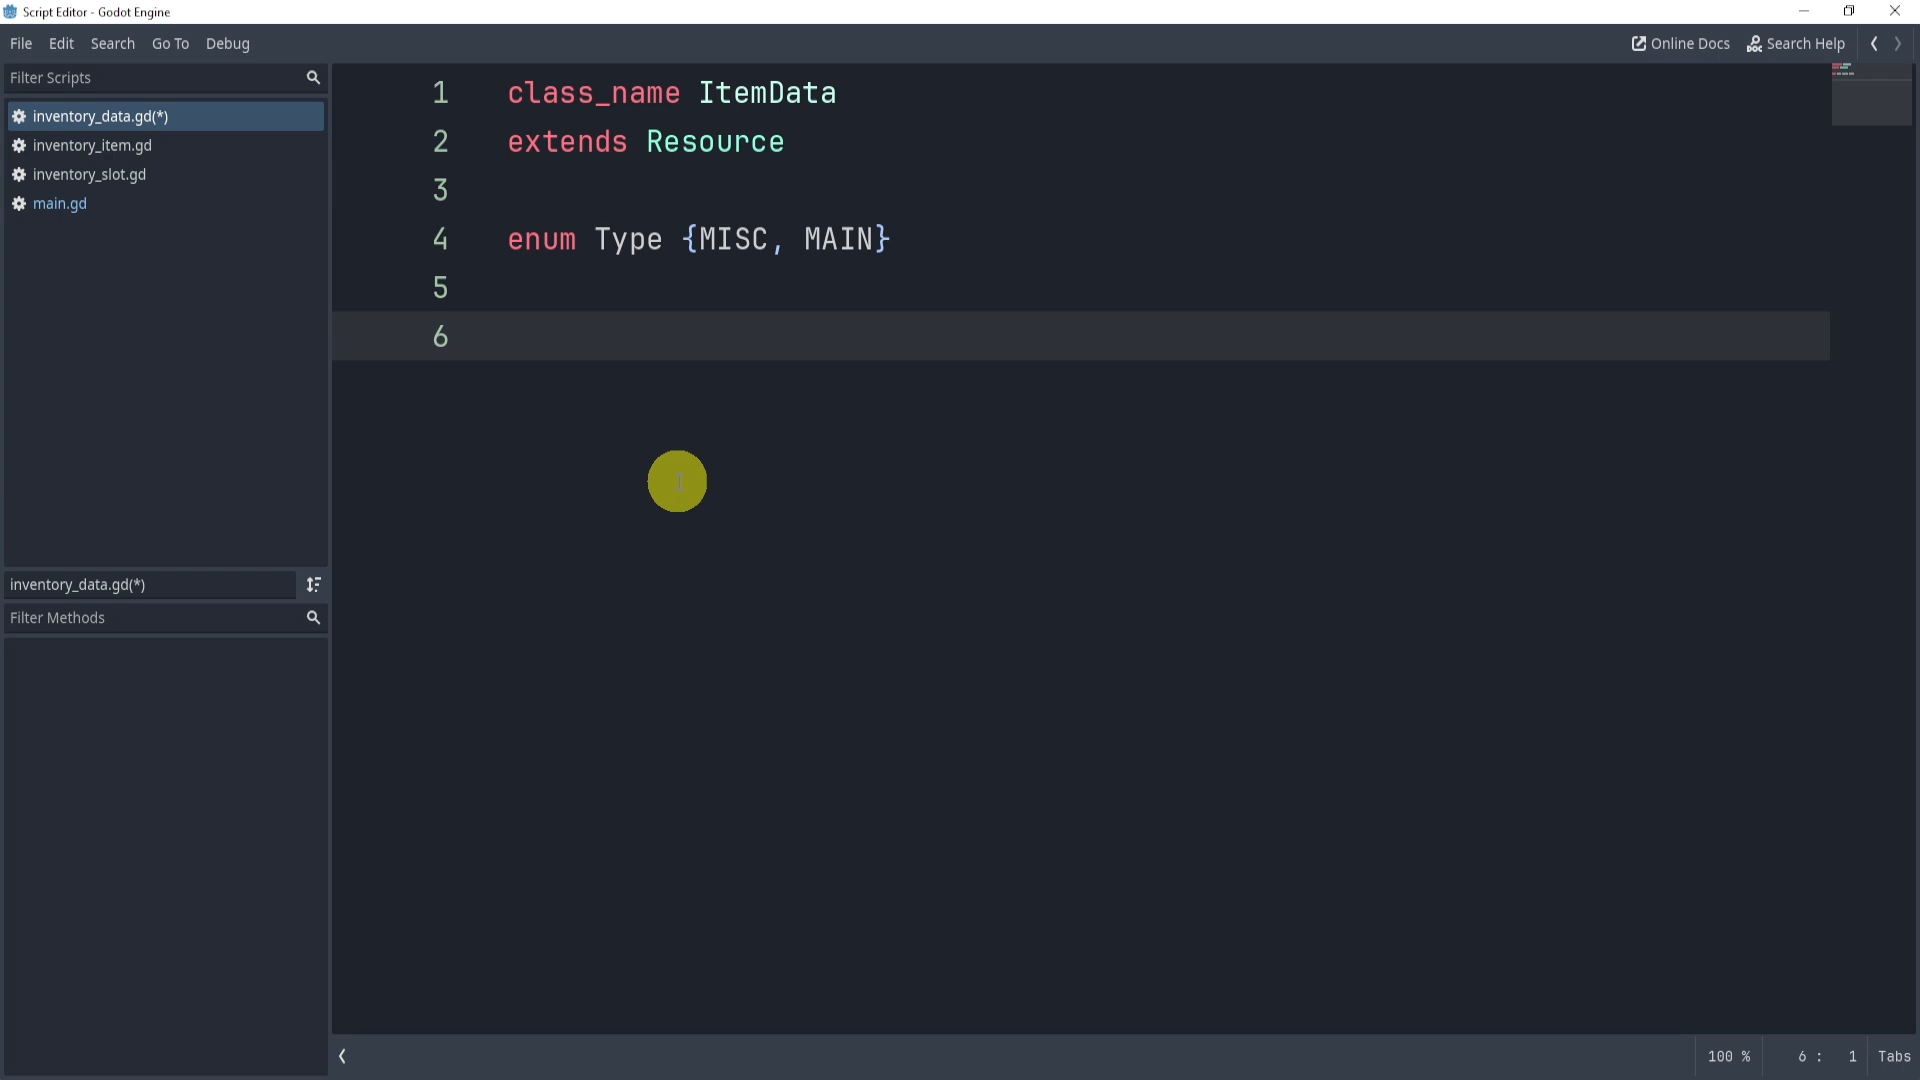 Script Editor - Godot Engine
File Edit Search Go To Debug
Online Docs Search Help
Filter Scripts
inventory_data.gd(*)
inventory_item.gd
inventory_slot.gd
main.gd
inventory_data.gd(*)
Filter Methods
1 class_name ItemData
2 extends Resource
3
4 enum Type {MISC, MAIN}
5
6
100 % 6 : 1 Tabs